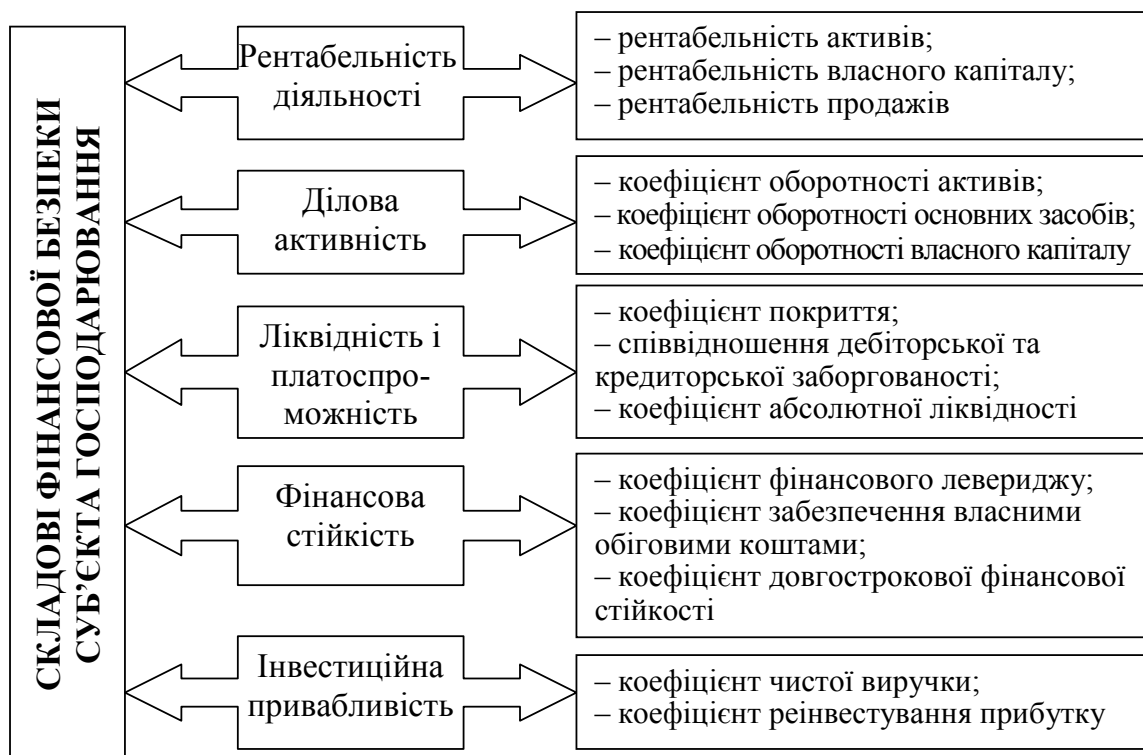 СКЛАДОВІ ФІНАНСОВОЇ БЕЗПЕКИ
СУБ’ЄКТА ГОСПОДАРЮВАННЯ
Рентабельність
діяльності
– рентабельність активів;
– рентабельність власного капіталу;
– рентабельність продажів
Ділова
активність
– коефіцієнт оборотності активів;
– коефіцієнт оборотності основних засобів;
– коефіцієнт оборотності власного капіталу
Ліквідність і
платоспро-
можність
– коефіцієнт покриття;
– співвідношення дебіторської та
кредиторської заборгованості;
– коефіцієнт абсолютної ліквідності
Фінансова
стійкість
– коефіцієнт фінансового левериджу;
– коефіцієнт забезпечення власними
обіговими коштами;
– коефіцієнт довгострокової фінансової
стійкості
Інвестиційна
привабливість
– коефіцієнт чистої виручки;
– коефіцієнт реінвестування прибутку